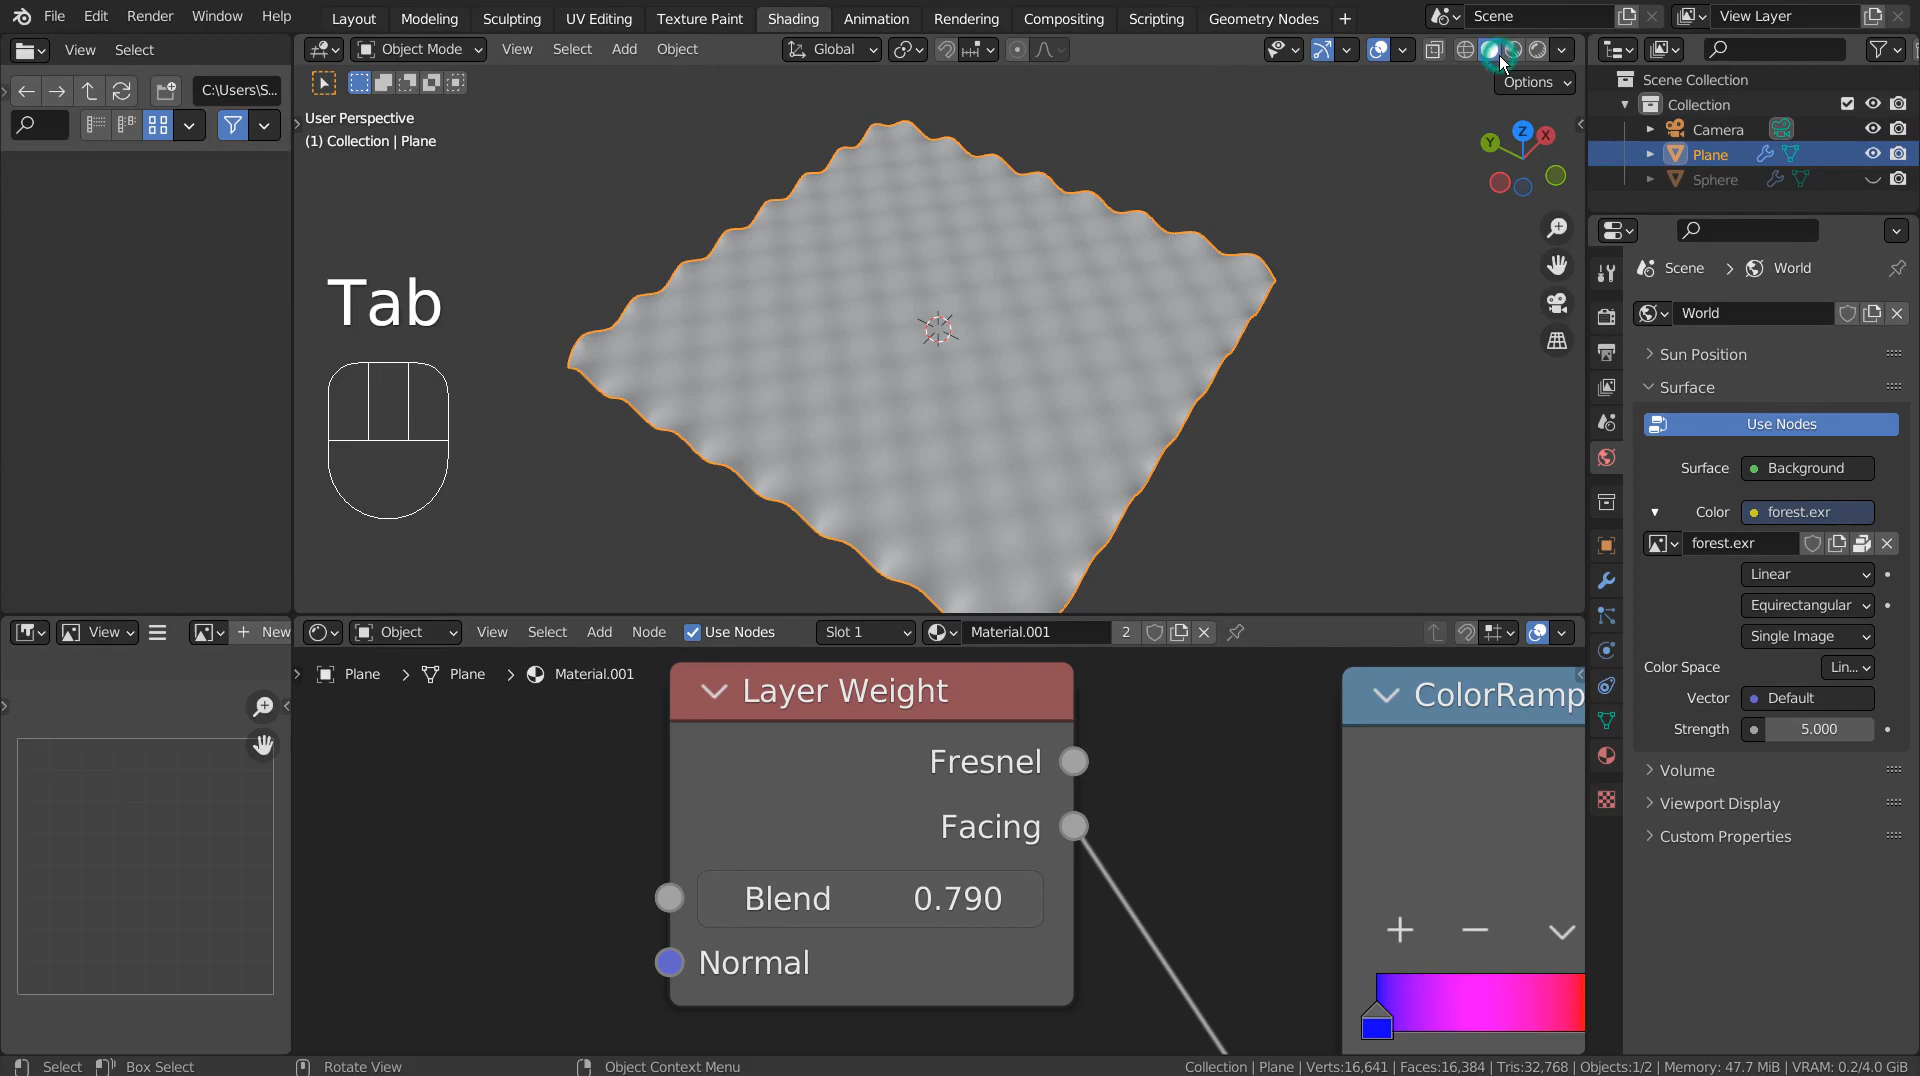 File Edit Render Window Help
Layout Modeling Sculpting UV Editing Texture Paint Shading Animation Rendering Compositing Scripting Geometry Nodes +
Scene
View Layer
View Select
Object Mode
View Select Add Object
Global
C:\Users\S...
Options
User Perspective
(1) Collection | Plane
Tab
Z
X
Y
Scene Collection
Collection
Camera
Plane
Sphere
Scene > World
World
Sun Position
Surface
Use Nodes
Surface Background
Color forest.exr
forest.exr
Linear
Equirectangular
Single Image
Color Space Lin...
Vector Default
Strength 5.000
Volume
Viewport Display
Custom Properties
View
+ New
Object
View Select Add Node
Use Nodes
Slot 1
Material.001 2
Plane > Plane > Material.001
Layer Weight
Fresnel
Facing
Blend 0.790
Normal
ColorRamp
Select Box Select Rotate View Object Context Menu
Collection | Plane | Verts:16,641 | Faces:16,384 | Tris:32,768 | Objects:1/2 | Memory: 47.7 MiB | VRAM: 0.2/4.0 GiB